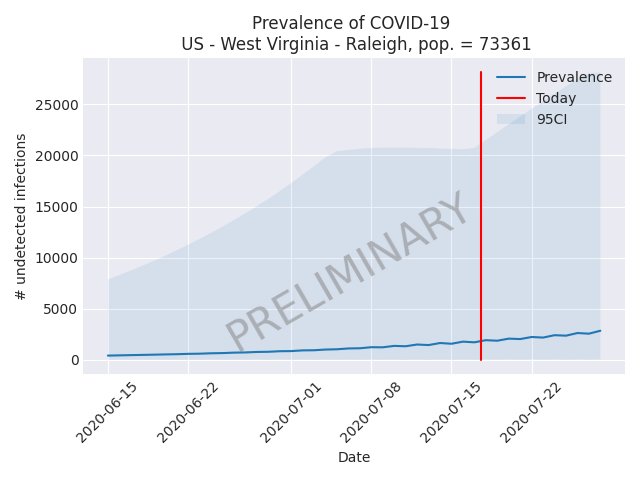 Prevalence of COVID-19
US - West Virginia - Raleigh, pop. = 73361
Prevalence
Today
95CI
# undetected infections
25000
20000
15000
10000
5000
0
PRELIMINARY
2020-06-15
2020-06-22
2020-07-01
2020-07-08
2020-07-15
2020-07-22
Date